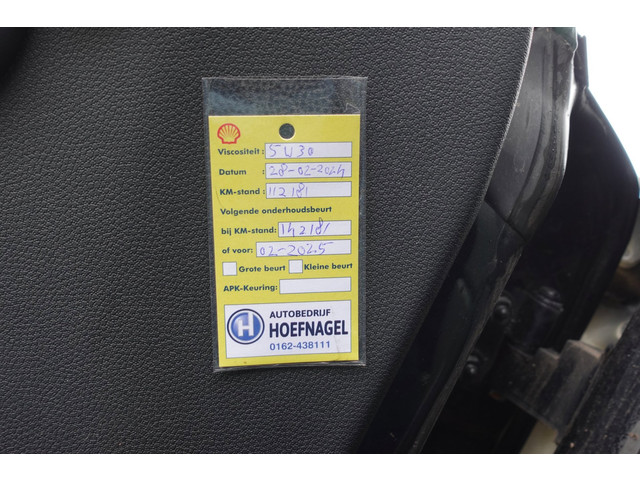 Viscositeit: 5W30
Datum : 28-02-2024
KM-stand : 112181
Volgende onderhoudsbeurt
bij KM-stand: 142181
of voor: 02-2025
Grote beurt Kleine beurt
APK-Keuring:
H
AUTOBEDRIJF
HOEFNAGEL
0162-438111